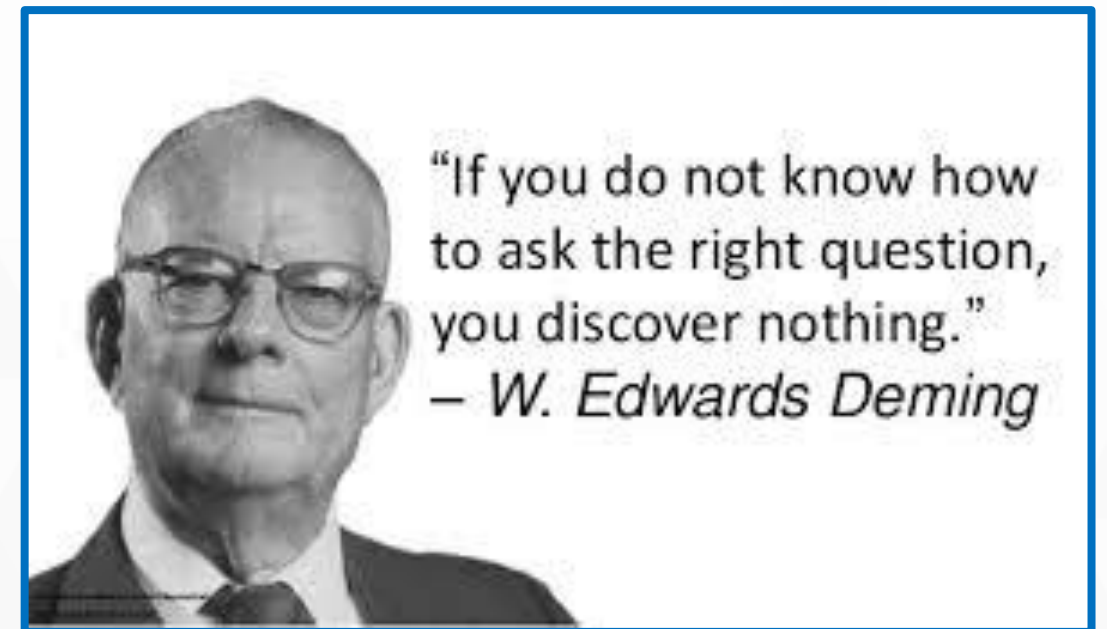 “If you do not know how
to ask the right question,
you discover nothing.”
– W. Edwards Deming